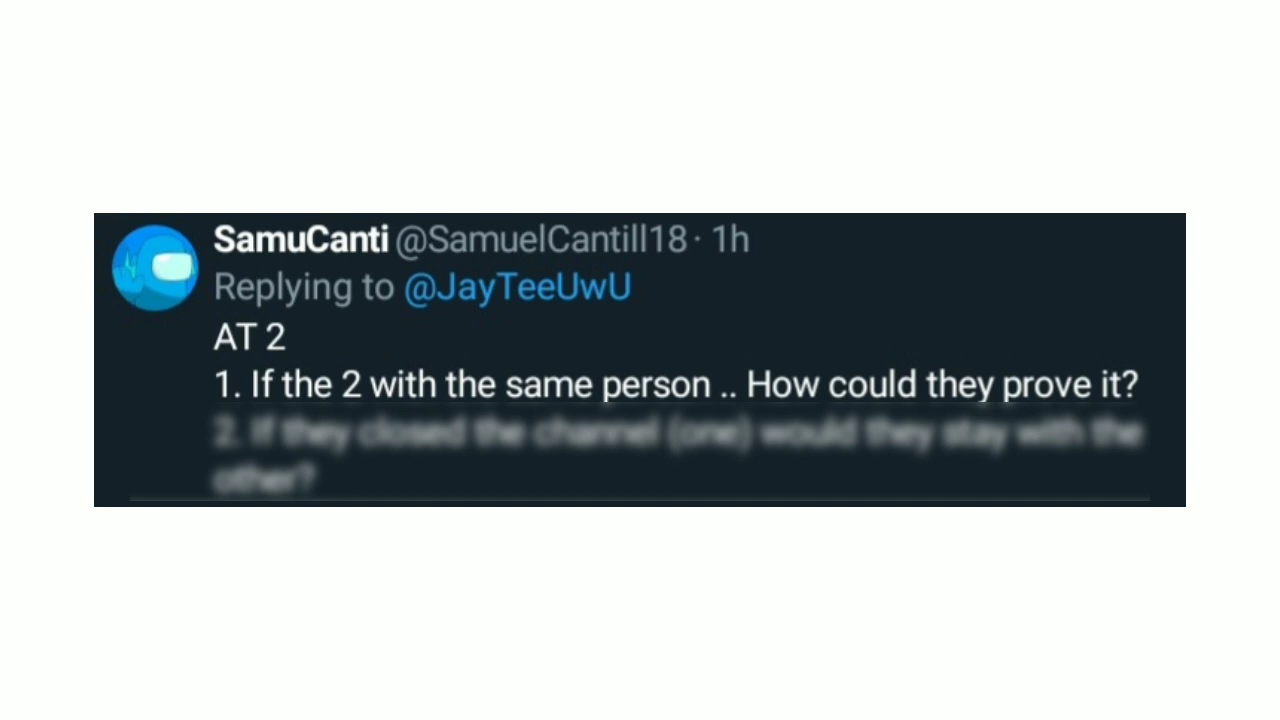 SamuCanti @SamuelCantill18 · 1h
Replying to @JayTeeUwU
AT 2
1. If the 2 with the same person .. How could they prove it?
2. If they closed the channel (one) would they stay with the
other?